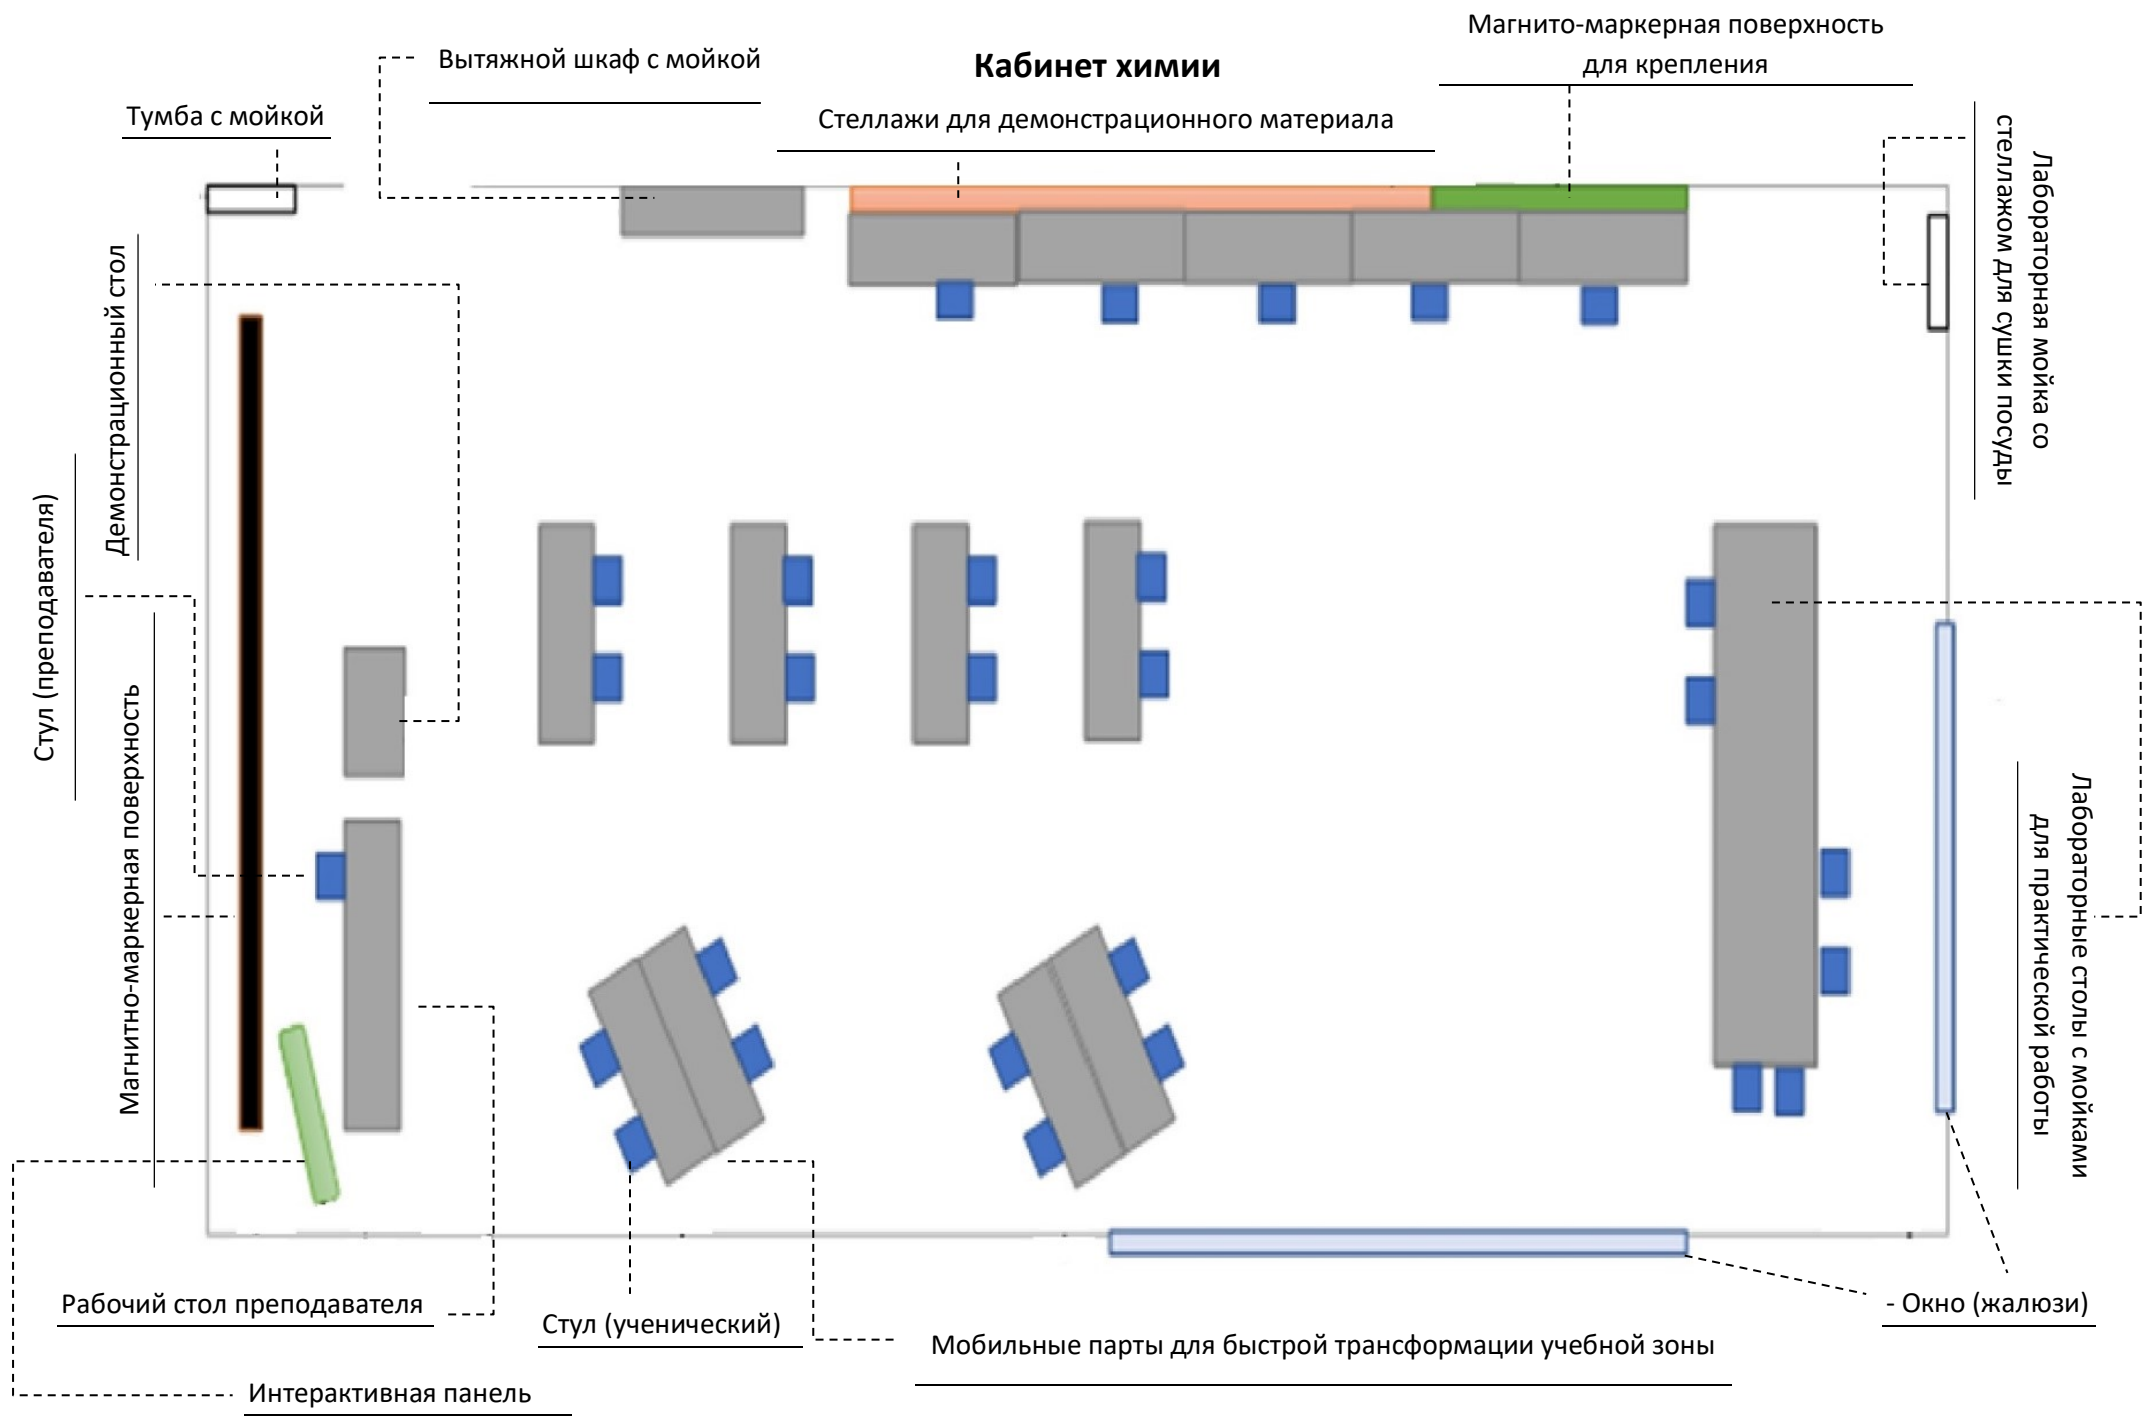 Магнито-маркерная поверхность
для крепления
Вытяжной шкаф с мойкой
Кабинет химии
Тумба с мойкой
Стеллажи для демонстрационного материала
Лабораторная мойка со
стеллажом для сушки посуды
Демонстрационный стол
Стул (преподавателя)
Магнитно-маркерная поверхность
Лабораторные столы с мойками
для практической работы
Рабочий стол преподавателя
Стул (ученический)
- Окно (жалюзи)
Мобильные парты для быстрой трансформации учебной зоны
Интерактивная панель